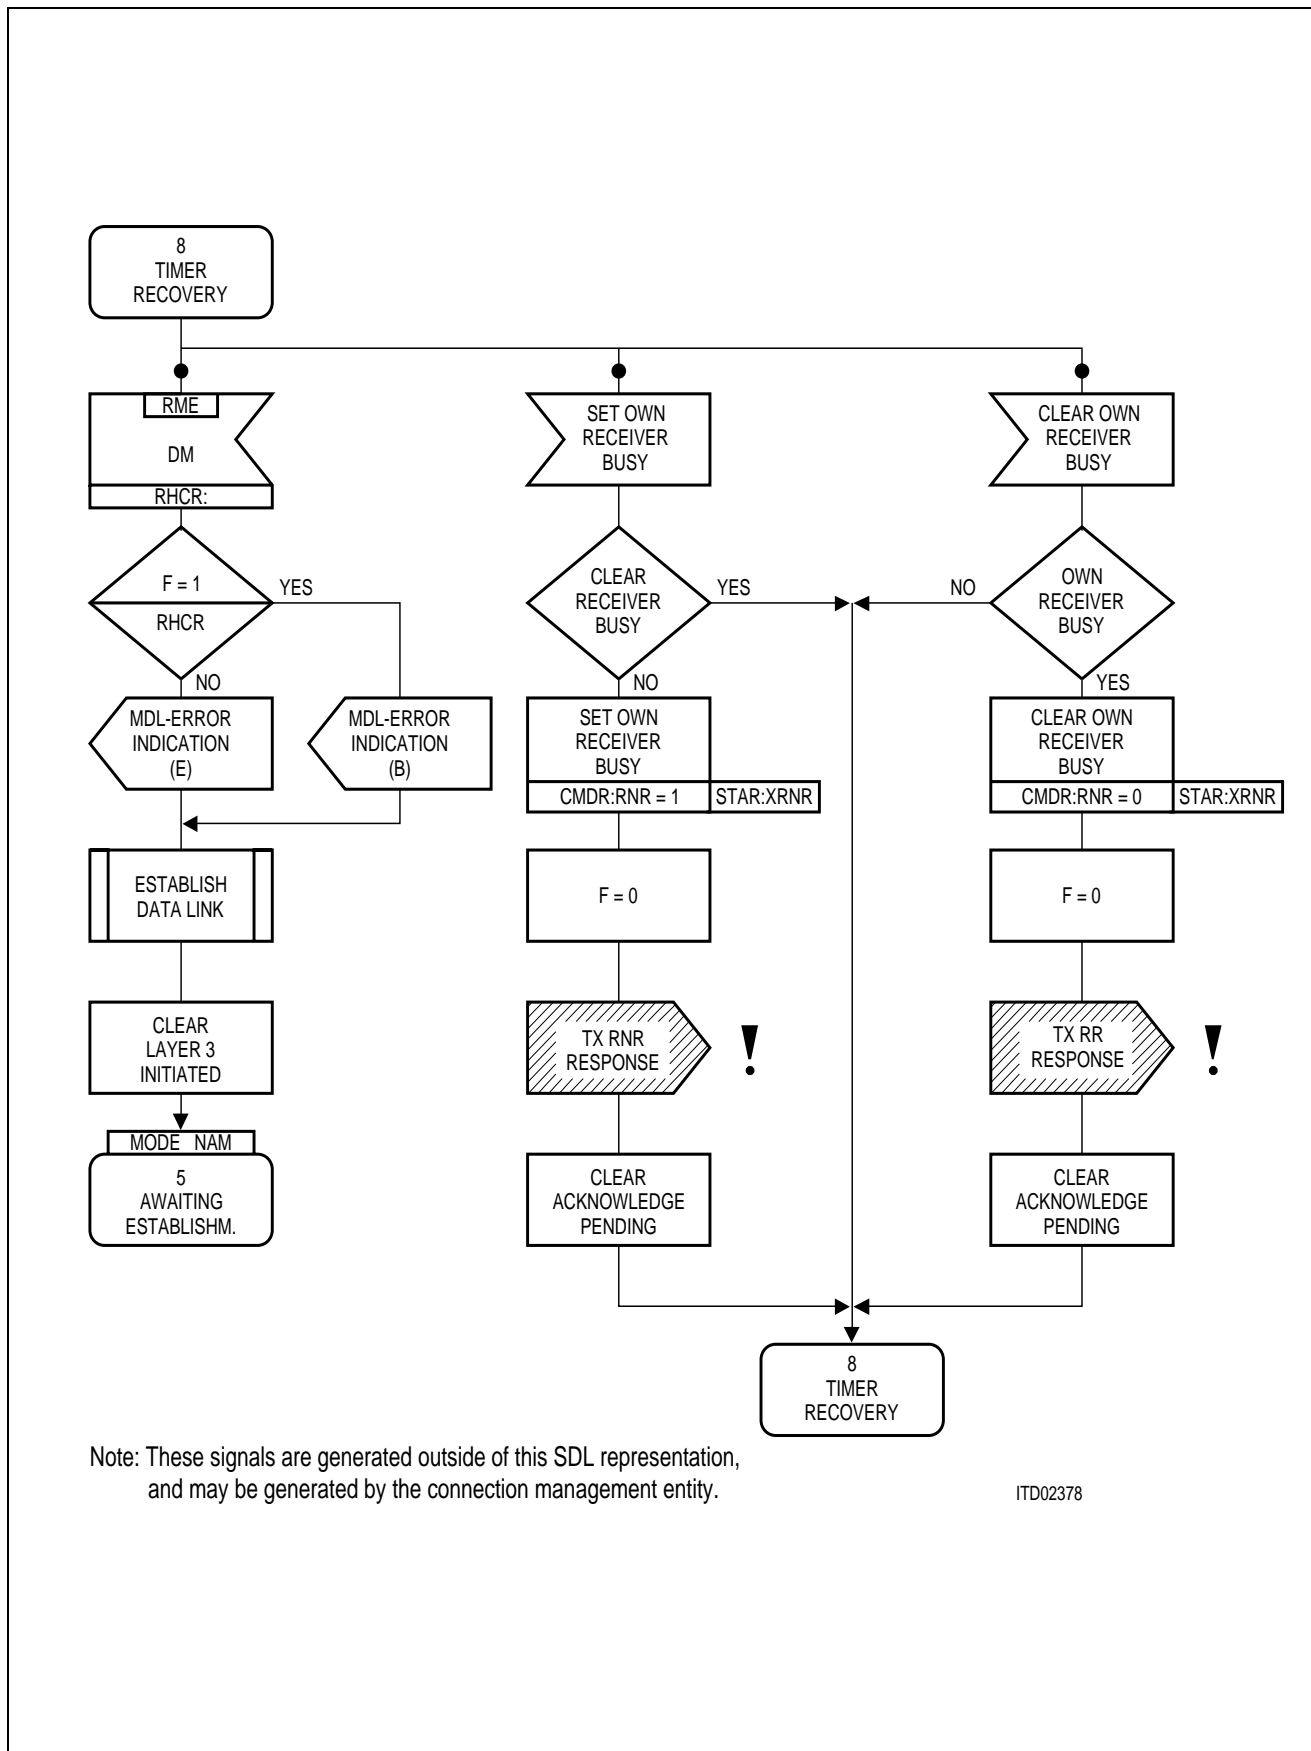 8
TIMER
RECOVERY
RME
DM
RHCR:
F = 1
RHCR
YES
NO
MDL-ERROR
INDICATION
(E)
MDL-ERROR
INDICATION
(B)
ESTABLISH
DATA LINK
CLEAR
LAYER 3
INITIATED
MODE NAM
5
AWAITING
ESTABLISHM.
SET OWN
RECEIVER
BUSY
CLEAR
RECEIVER
BUSY
YES
NO
SET OWN
RECEIVER
BUSY
CMDR:RNR = 1
STAR:XRNR
F = 0
TX RNR
RESPONSE
!
CLEAR
ACKNOWLEDGE
PENDING
CLEAR OWN
RECEIVER
BUSY
OWN
RECEIVER
BUSY
NO
YES
CLEAR OWN
RECEIVER
BUSY
CMDR:RNR = 0
STAR:XRNR
F = 0
TX RR
RESPONSE
!
CLEAR
ACKNOWLEDGE
PENDING
8
TIMER
RECOVERY
Note: These signals are generated outside of this SDL representation,
and may be generated by the connection management entity.
ITD02378